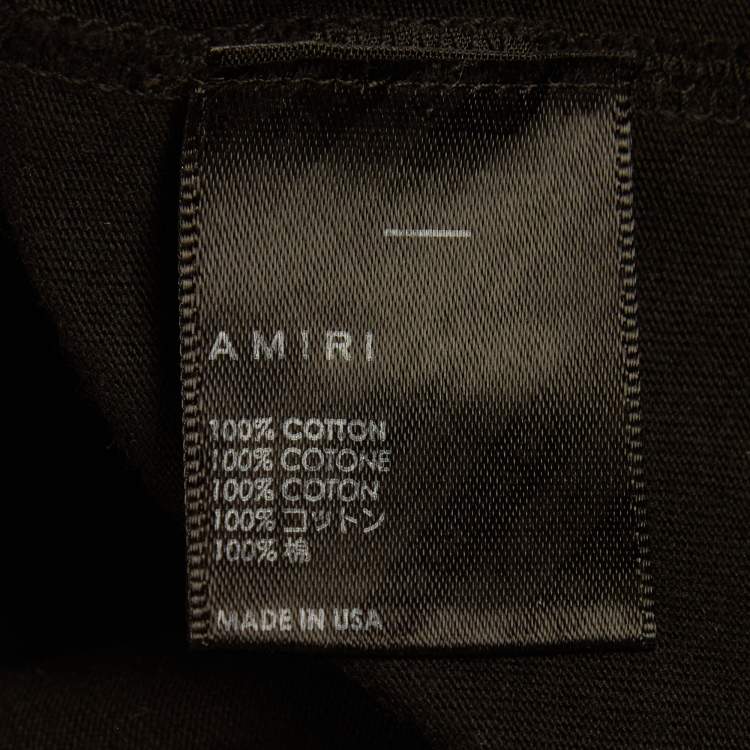 AMIRI
100% COTTON
100% COTONE
100% COTON
100% コットン
100% 棉
MADE IN USA